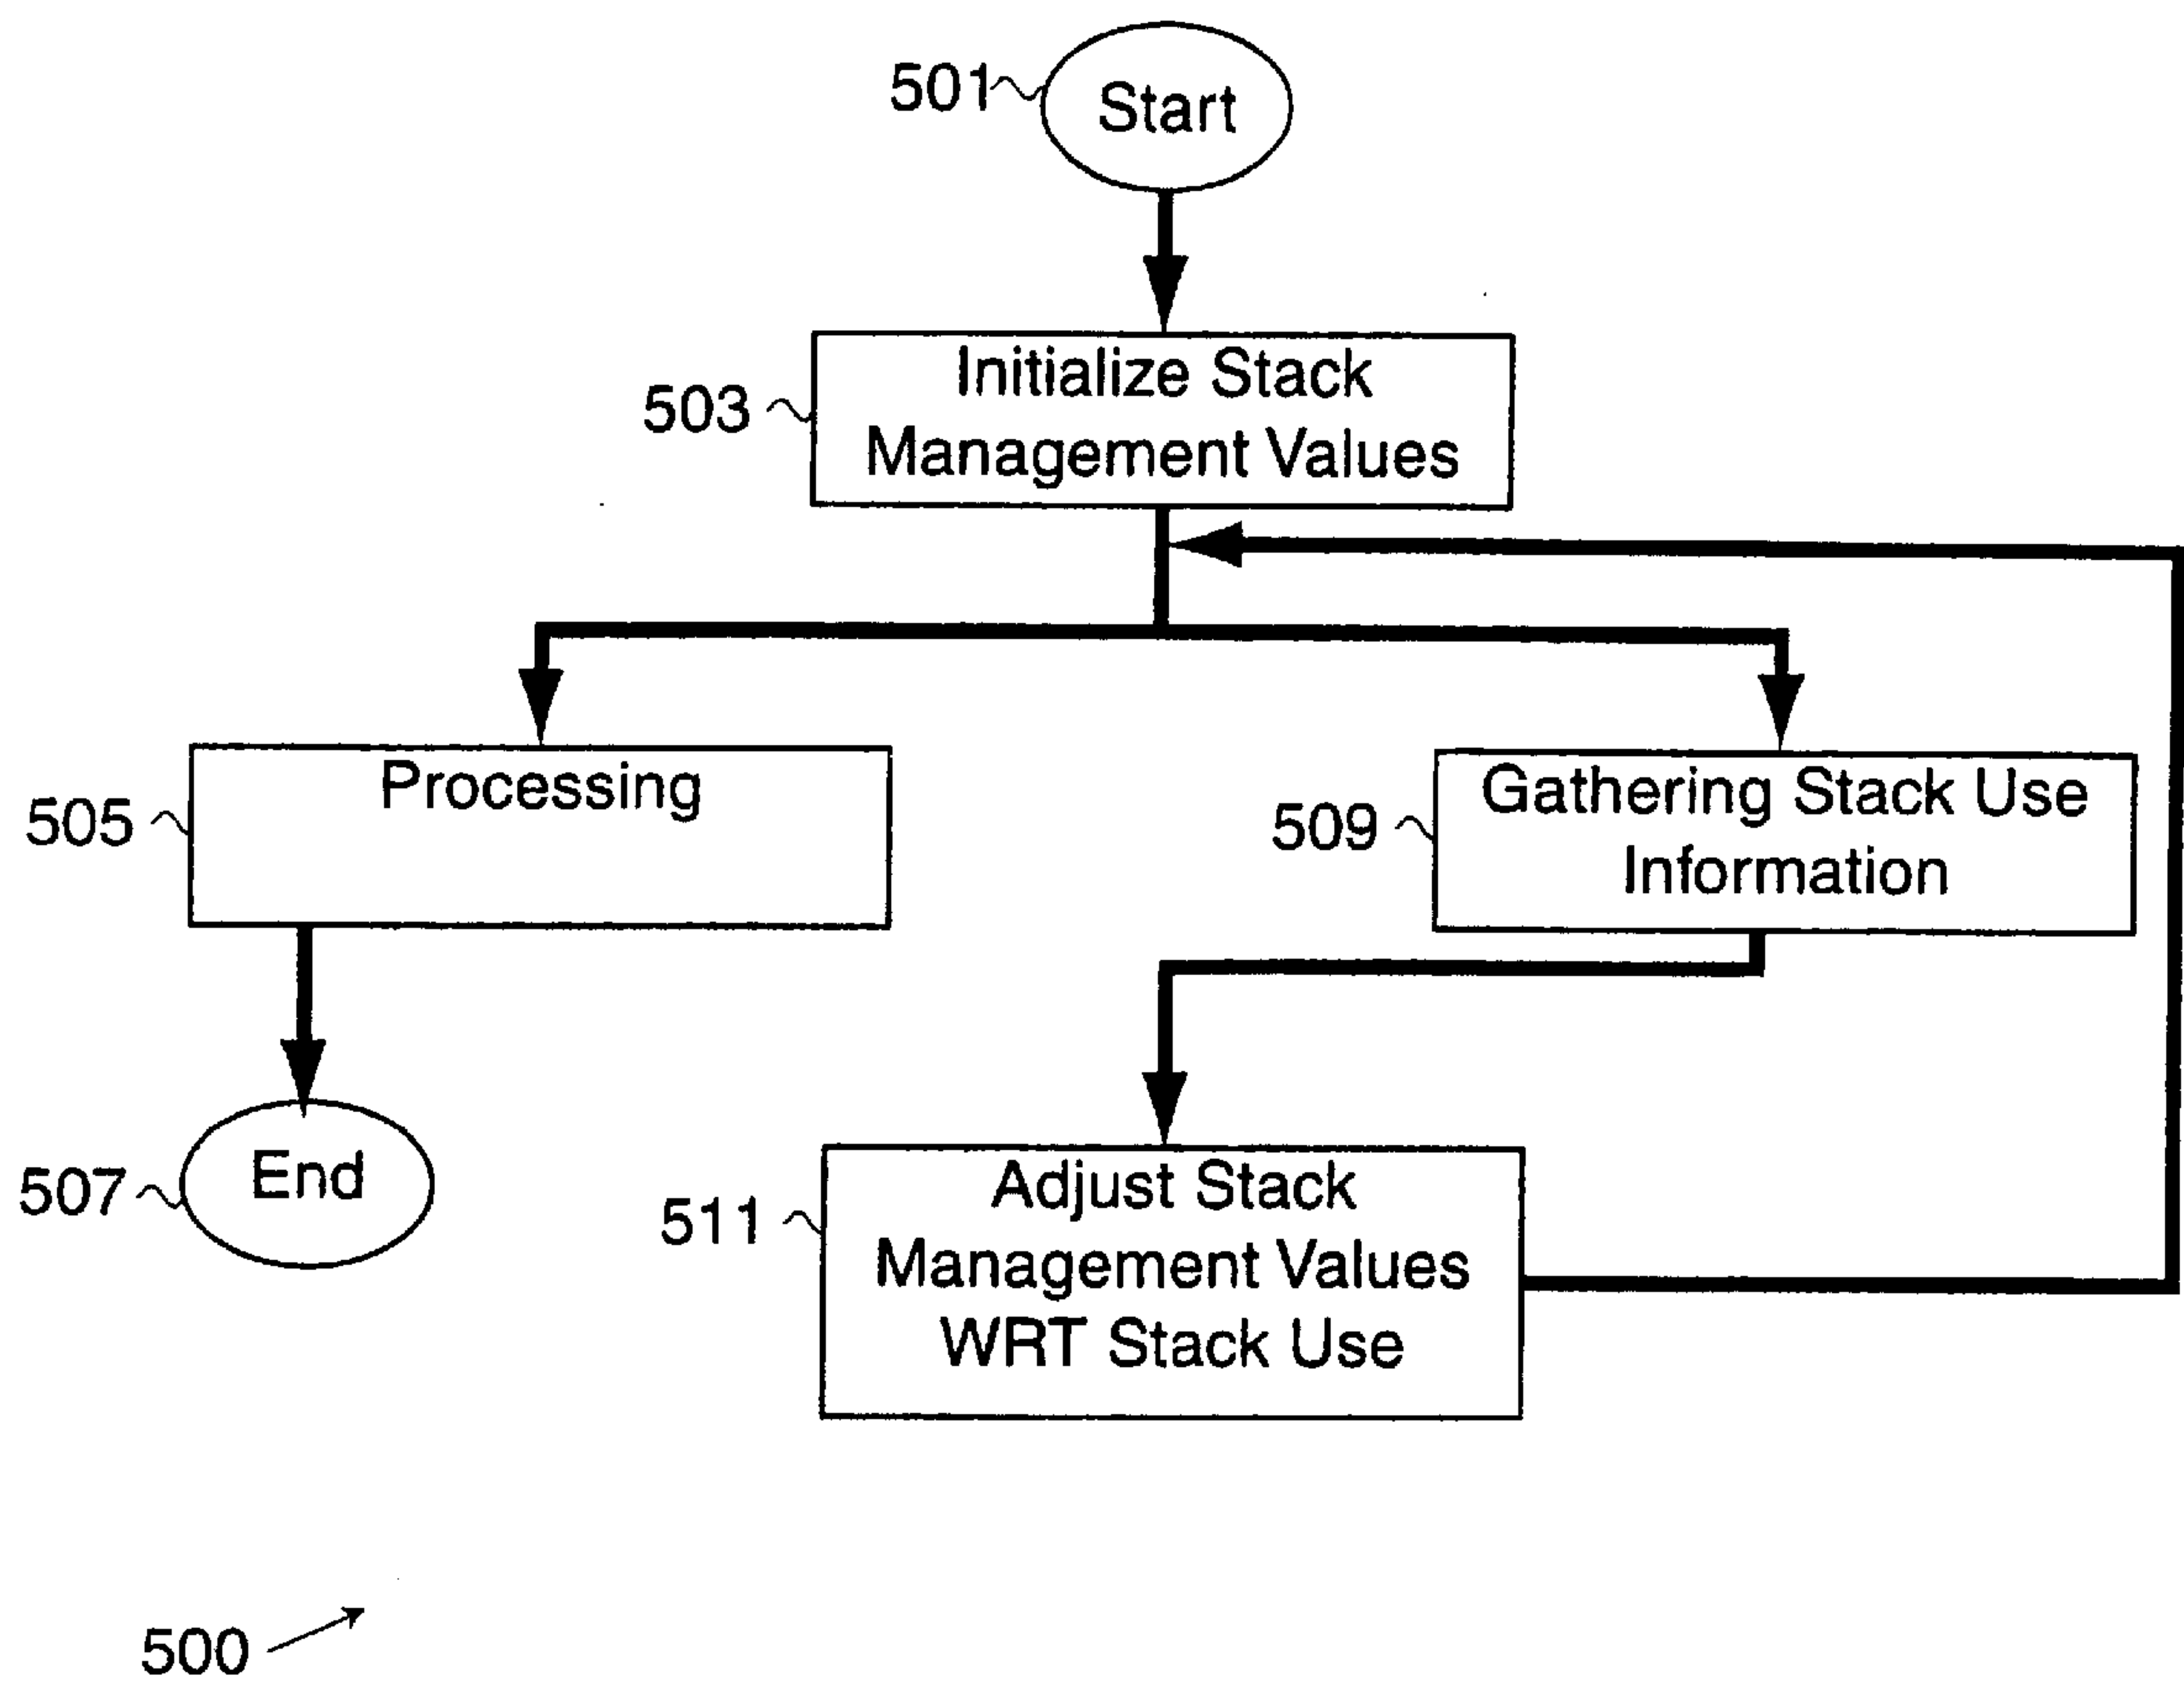 501
Start
503
Initialize Stack
Management Values
505
Processing
509
Gathering Stack Use
Information
507
End
511
Adjust Stack
Management Values
WRT Stack Use
500